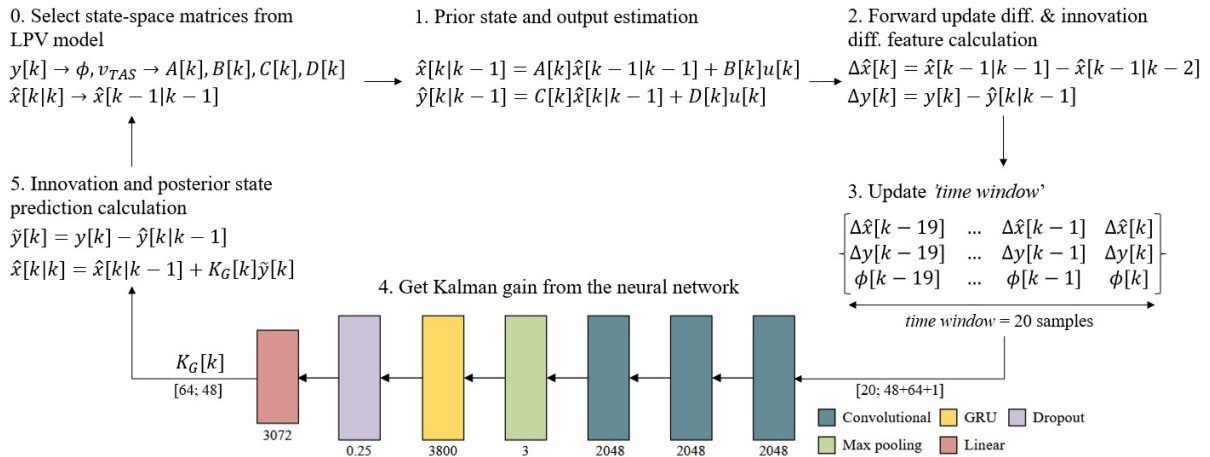 0. Select state-space matrices from
LPV model
y[k] → ϕ, v_TAS → A[k], B[k], C[k], D[k]
x̂[k|k] → x̂[k − 1|k − 1]
1. Prior state and output estimation
x̂[k|k − 1] = A[k]x̂[k − 1|k − 1] + B[k]u[k]
ŷ[k|k − 1] = C[k]x̂[k|k − 1] + D[k]u[k]
2. Forward update diff. & innovation
diff. feature calculation
Δx̂[k] = x̂[k − 1|k − 1] − x̂[k − 1|k − 2]
Δy[k] = y[k] − ŷ[k|k − 1]
3. Update 'time window'
Δx̂[k − 19] ... Δx̂[k − 1] Δx̂[k]
Δy[k − 19] ... Δy[k − 1] Δy[k]
ϕ[k − 19] ... ϕ[k − 1] ϕ[k]
time window = 20 samples
[20; 48+64+1]
4. Get Kalman gain from the neural network
3072
0.25
3800
3
2048
2048
2048
Convolutional
GRU
Dropout
Max pooling
Linear
K_G[k]
[64; 48]
5. Innovation and posterior state
prediction calculation
ỹ[k] = y[k] − ŷ[k|k − 1]
x̂[k|k] = x̂[k|k − 1] + K_G[k]ỹ[k]